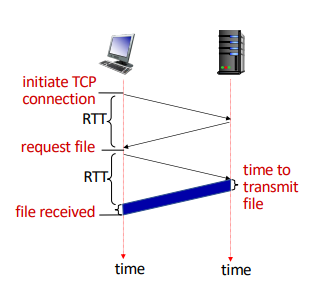 initiate TCP
connection
RTT
request file
RTT
time to
transmit
file
file received
time
time